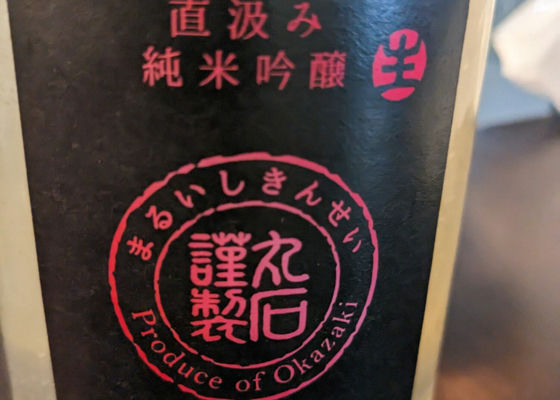 直汲み
純米吟醸
生
まるいしきんせい
丸石
謹製
Produce of Okazaki